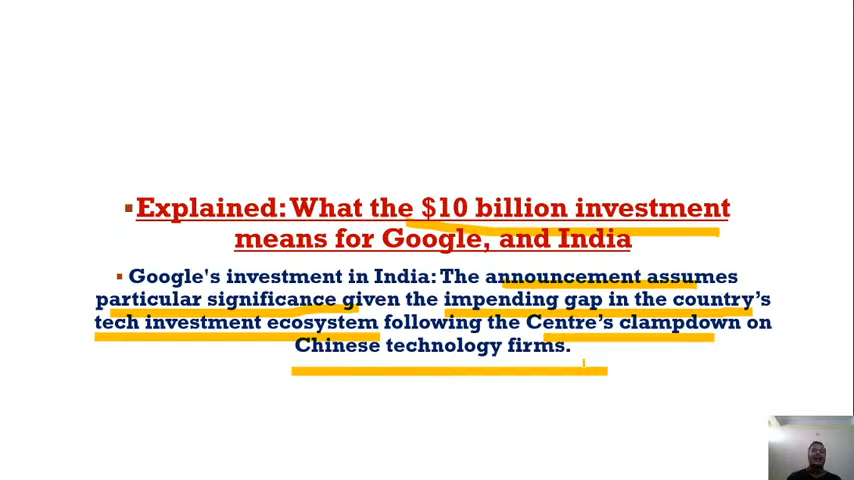 ▪Explained: What the $10 billion investment
means for Google, and India
▪ Google's investment in India: The announcement assumes
particular significance given the impending gap in the country’s
tech investment ecosystem following the Centre’s clampdown on
Chinese technology firms.